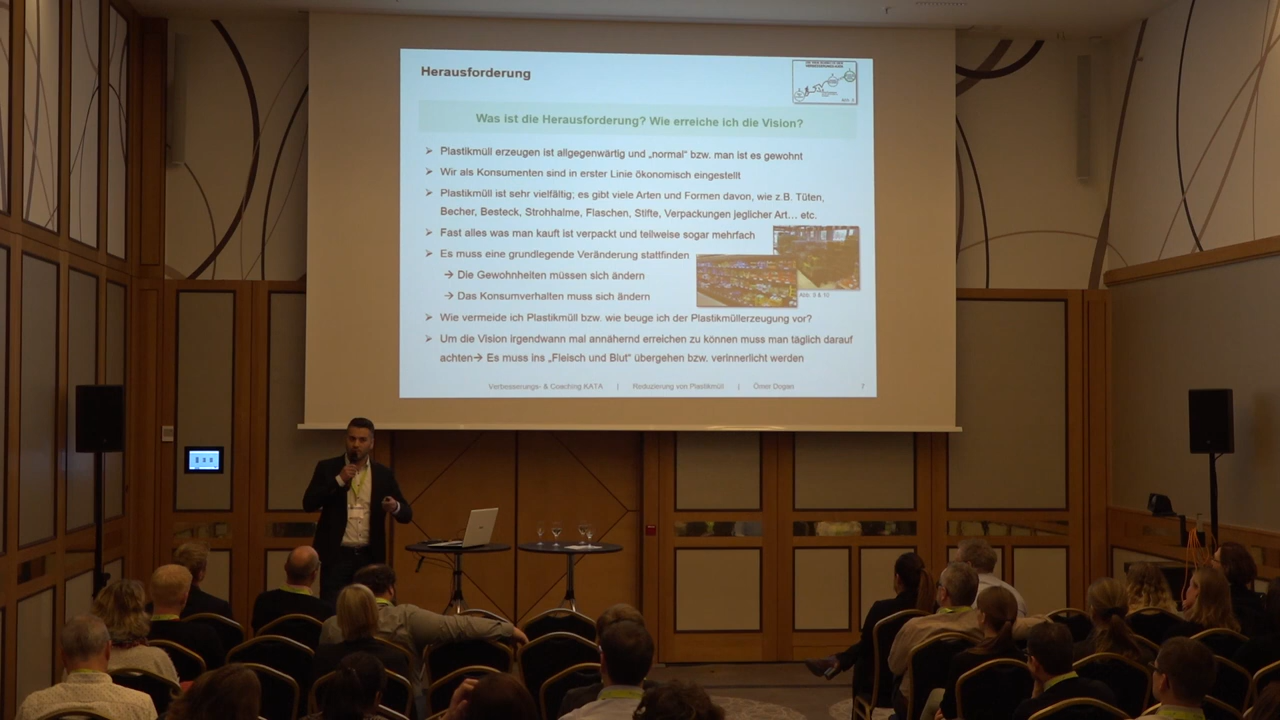 Herausforderung
Was ist die Herausforderung? Wie erreiche ich die Vision?
➢ Plastikmüll erzeugen ist allgegenwärtig und „normal“ bzw. man ist es gewohnt
➢ Wir als Konsumenten sind in erster Linie ökonomisch eingestellt
➢ Plastikmüll ist sehr vielfältig; es gibt viele Arten und Formen davon, wie z.B. Tüten,
Becher, Besteck, Strohhalme, Flaschen, Stifte, Verpackungen jeglicher Art… etc.
➢ Fast alles was man kauft ist verpackt und teilweise sogar mehrfach
➢ Es muss eine grundlegende Veränderung stattfinden
→ Die Gewohnheiten müssen sich ändern
→ Das Konsumverhalten muss sich ändern
Abb. 9 & 10
➢ Wie vermeide ich Plastikmüll bzw. wie beuge ich der Plastikmüllerzeugung vor?
➢ Um die Vision irgendwann mal annähernd erreichen zu können muss man täglich darauf
achten→ Es muss ins „Fleisch und Blut“ übergehen bzw. verinnerlicht werden
Verbesserungs- & Coaching KATA | Reduzierung von Plastikmüll | Ömer Dogan 7